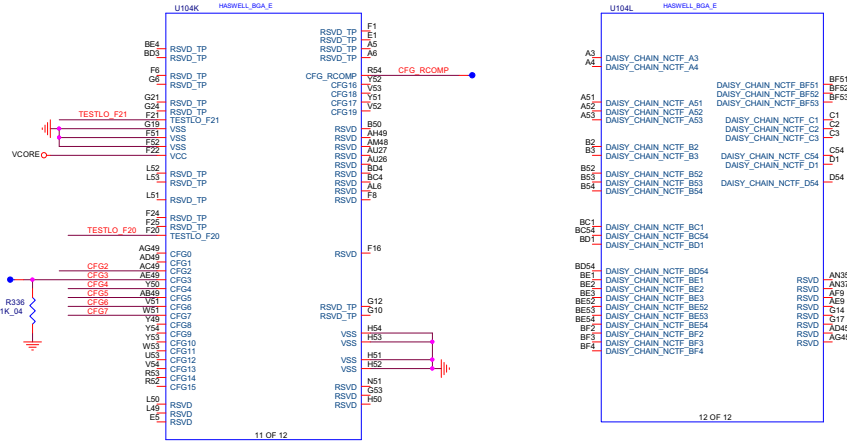 U104K
HASWELL_BGA_E
BE4 RSVD_TP
BD3 RSVD_TP
F6 RSVD_TP
G6 RSVD_TP
G21 RSVD_TP
G24 RSVD_TP
TESTLO_F21 F21 TESTLO_F21
G19 VSS
F51 VSS
F52 VSS
VCORE F22 VCC
L52 RSVD_TP
L53 RSVD_TP
L51 RSVD_TP
F24 RSVD_TP
F25 RSVD_TP
TESTLO_F20 F20 TESTLO_F20
AG49 CFG0
AD49 CFG1
CFG2 AC49 CFG2
CFG3 AE49 CFG3
CFG4 Y50 CFG4
CFG5 AB49 CFG5
CFG6 V51 CFG6
CFG7 W51 CFG7
Y49 CFG8
Y54 CFG9
Y53 CFG10
W53 CFG11
U53 CFG12
V54 CFG13
R53 CFG14
R52 CFG15
L50 RSVD
L49 RSVD
E5 RSVD
R336
1K_04
RSVD_TP F1
RSVD_TP E1
RSVD_TP A5
RSVD_TP A6
CFG_RCOMP R54 CFG_RCOMP
CFG16 Y52
CFG18 V53
CFG17 Y51
CFG19 V52
RSVD B50
RSVD AH49
RSVD AM48
RSVD AU27
RSVD AU26
RSVD BD4
RSVD BC4
RSVD AL6
RSVD F8
RSVD F16
RSVD_TP G12
RSVD_TP G10
VSS H54
VSS H53
VSS H51
VSS H52
RSVD N51
RSVD G53
RSVD H50
11 OF 12
U104L
HASWELL_BGA_E
A3 DAISY_CHAIN_NCTF_A3
A4 DAISY_CHAIN_NCTF_A4
A51 DAISY_CHAIN_NCTF_A51
A52 DAISY_CHAIN_NCTF_A52
A53 DAISY_CHAIN_NCTF_A53
B2 DAISY_CHAIN_NCTF_B2
B3 DAISY_CHAIN_NCTF_B3
B52 DAISY_CHAIN_NCTF_B52
B53 DAISY_CHAIN_NCTF_B53
B54 DAISY_CHAIN_NCTF_B54
BC1 DAISY_CHAIN_NCTF_BC1
BC54 DAISY_CHAIN_NCTF_BC54
BD1 DAISY_CHAIN_NCTF_BD1
BD54 DAISY_CHAIN_NCTF_BD54
BE1 DAISY_CHAIN_NCTF_BE1
BE2 DAISY_CHAIN_NCTF_BE2
BE3 DAISY_CHAIN_NCTF_BE3
BE52 DAISY_CHAIN_NCTF_BE52
BE53 DAISY_CHAIN_NCTF_BE53
BE54 DAISY_CHAIN_NCTF_BE54
BF2 DAISY_CHAIN_NCTF_BF2
BF3 DAISY_CHAIN_NCTF_BF3
BF4 DAISY_CHAIN_NCTF_BF4
DAISY_CHAIN_NCTF_BF51 BF51
DAISY_CHAIN_NCTF_BF52 BF52
DAISY_CHAIN_NCTF_BF53 BF53
DAISY_CHAIN_NCTF_C1 C1
DAISY_CHAIN_NCTF_C2 C2
DAISY_CHAIN_NCTF_C3 C3
DAISY_CHAIN_NCTF_C54 C54
DAISY_CHAIN_NCTF_D1 D1
DAISY_CHAIN_NCTF_D54 D54
RSVD AN35
RSVD AN37
RSVD AF9
RSVD AE9
RSVD G14
RSVD G17
RSVD AD45
RSVD AG45
12 OF 12